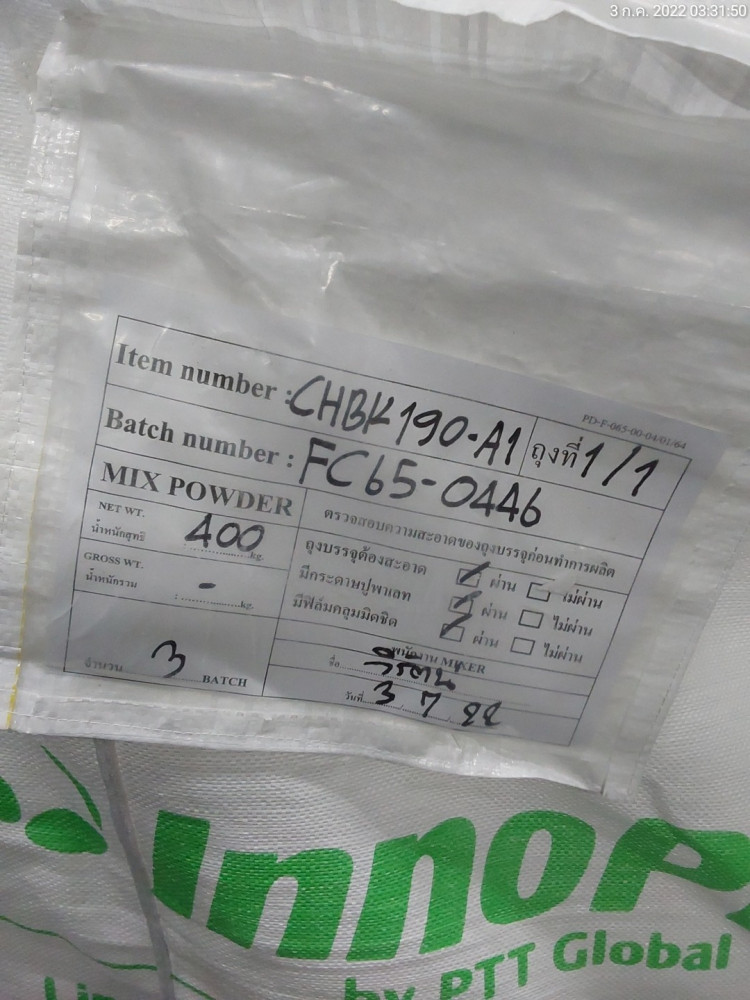 3 ก.ค. 2022 03:31:50
PD-F-065-00-04/01/64
Item number : CHBK190-A1 ถุงที่ 1/1
Batch number : FC65-0446
MIX POWDER
ตรวจสอบความสะอาดของถุงบรรจุก่อนทำการผลิต
NET WT.
น้ำหนักสุทธิ : 400 kg.
ถุงบรรจุต้องสะอาด ☑ ผ่าน ☐ ไม่ผ่าน
GROSS WT.
น้ำหนักรวม : - kg.
มีกระดาษปูพาเลท ☑ ผ่าน ☐ ไม่ผ่าน
มีฟิล์มคลุมมิดชิด ☑ ผ่าน ☐ ไม่ผ่าน
จำนวน 3 BATCH
พนักงาน MIXER
ชื่อ วีรัตน์
วันที่ 3 / 7 / 22
InnoP
by PTT Global